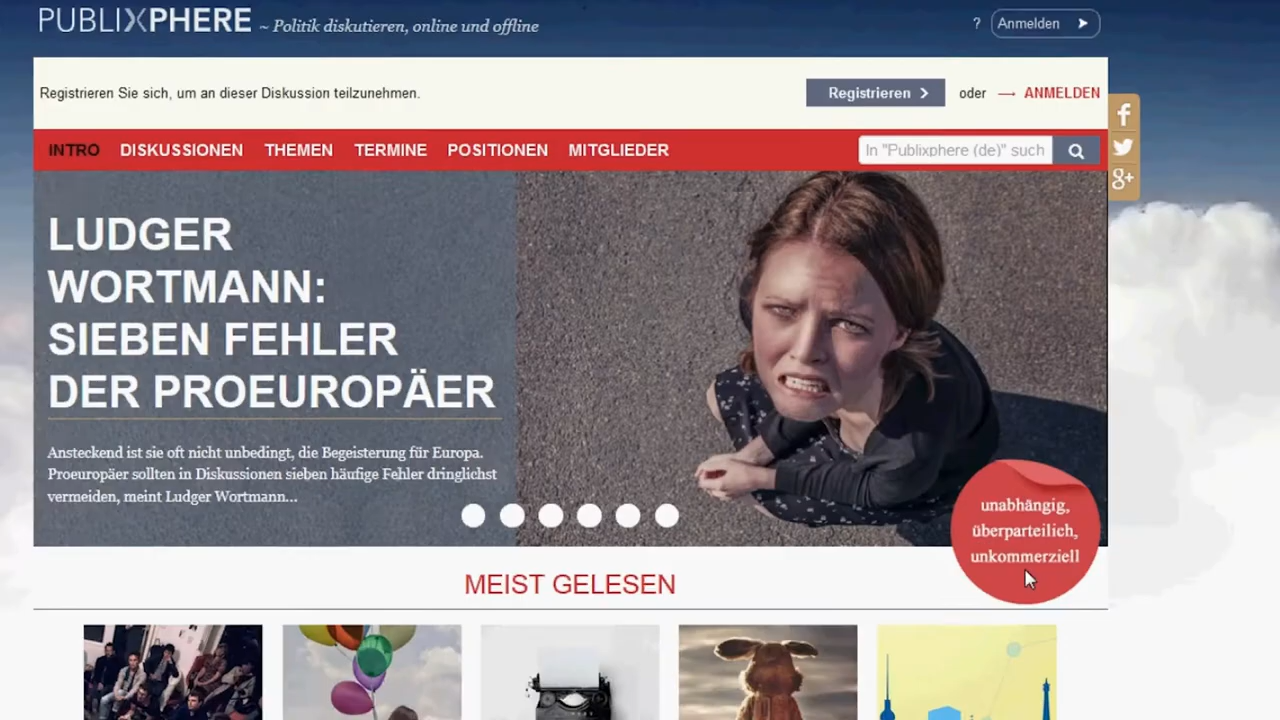 PUBLIXPHERE ~ Politik diskutieren, online und offline
? Anmelden
Registrieren Sie sich, um an dieser Diskussion teilzunehmen.
Registrieren oder ANMELDEN
INTRO DISKUSSIONEN THEMEN TERMINE POSITIONEN MITGLIEDER
In "Publixphere (de)" such
f
g+
LUDGER
WORTMANN:
SIEBEN FEHLER
DER PROEUROPÄER
Ansteckend ist sie oft nicht unbedingt, die Begeisterung für Europa.
Proeuropäer sollten in Diskussionen sieben häufige Fehler dringlichst
vermeiden, meint Ludger Wortmann...
unabhängig,
überparteilich,
unkommerziell
MEIST GELESEN